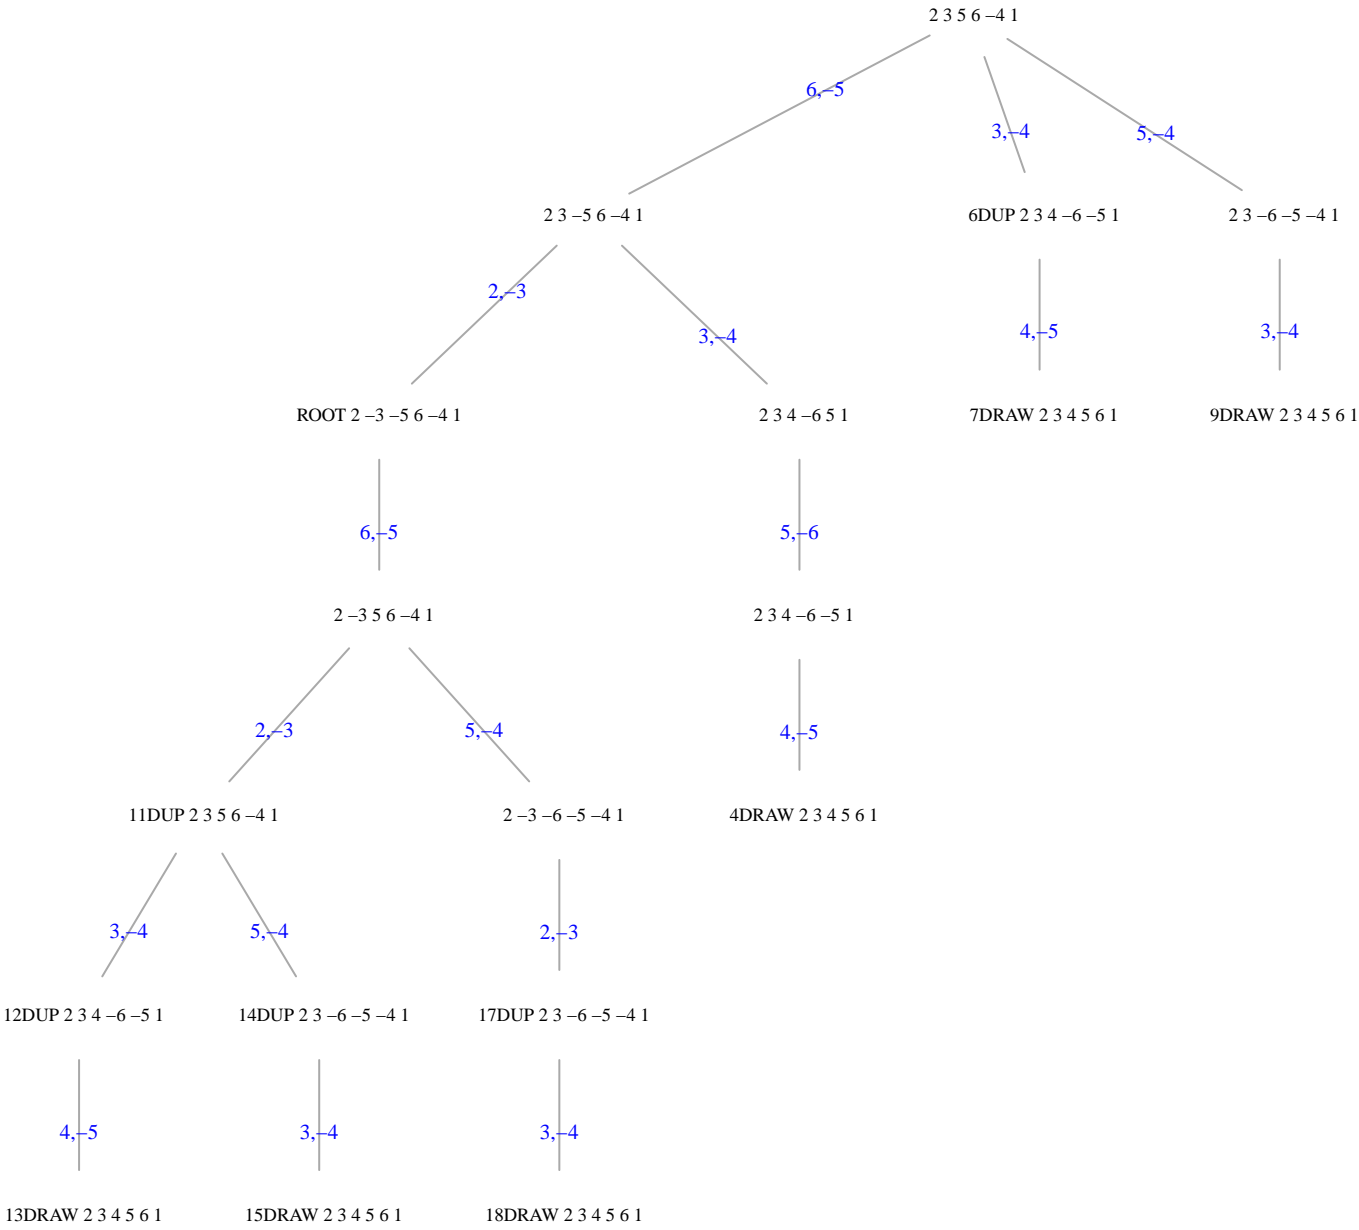 2 3 5 6 –4 1
6,–5
3,–4
5,–4
2 3 –5 6 –4 1
6DUP 2 3 4 –6 –5 1
2 3 –6 –5 –4 1
2,–3
3,–4
4,–5
3,–4
ROOT 2 –3 –5 6 –4 1
2 3 4 –6 5 1
7DRAW 2 3 4 5 6 1
9DRAW 2 3 4 5 6 1
6,–5
5,–6
2 –3 5 6 –4 1
2 3 4 –6 –5 1
2,–3
5,–4
4,–5
11DUP 2 3 5 6 –4 1
2 –3 –6 –5 –4 1
4DRAW 2 3 4 5 6 1
3,–4
5,–4
2,–3
12DUP 2 3 4 –6 –5 1
14DUP 2 3 –6 –5 –4 1
17DUP 2 3 –6 –5 –4 1
4,–5
3,–4
3,–4
13DRAW 2 3 4 5 6 1
15DRAW 2 3 4 5 6 1
18DRAW 2 3 4 5 6 1